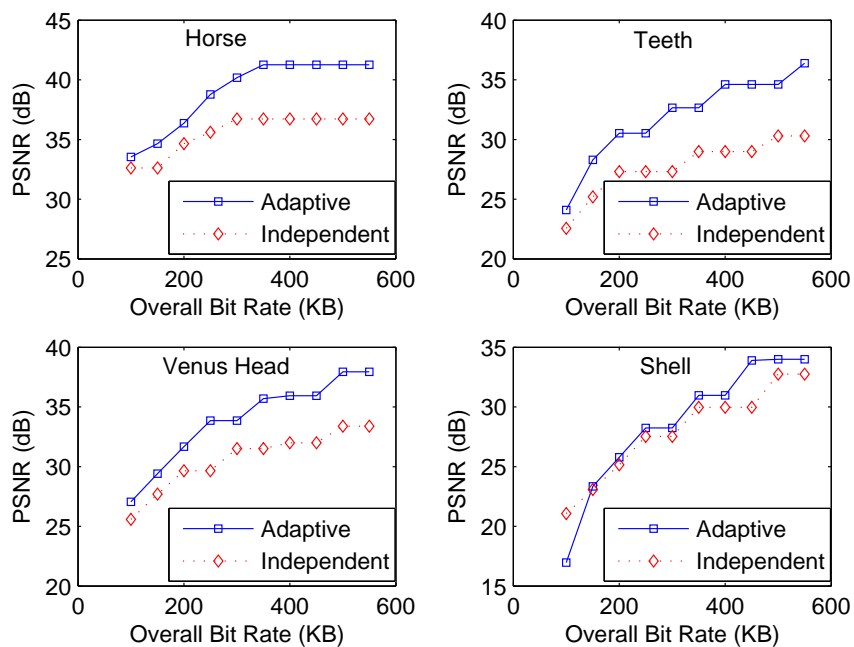 Horse
PSNR (dB)
45
40
35
30
25
0
200
400
600
Overall Bit Rate (KB)
Adaptive
Independent
Teeth
PSNR (dB)
40
35
30
25
20
0
200
400
600
Overall Bit Rate (KB)
Adaptive
Independent
Venus Head
PSNR (dB)
40
35
30
25
20
0
200
400
600
Overall Bit Rate (KB)
Adaptive
Independent
Shell
PSNR (dB)
35
30
25
20
15
0
200
400
600
Overall Bit Rate (KB)
Adaptive
Independent